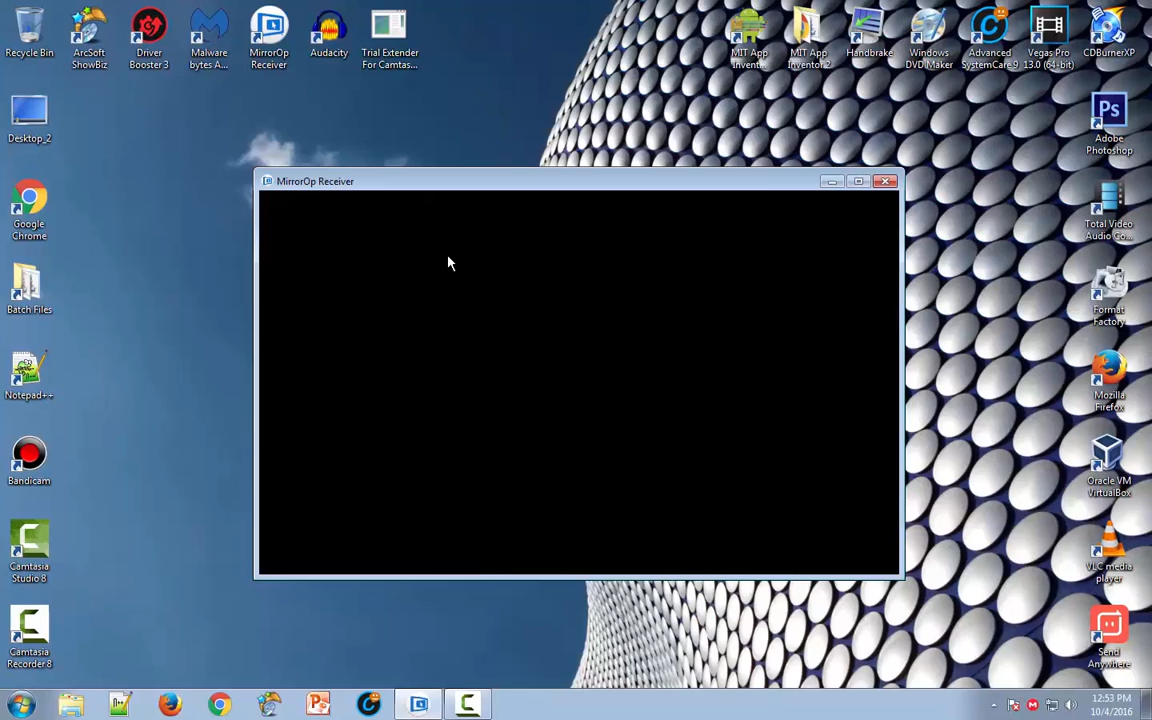 Recycle Bin
ArcSoft
ShowBiz
Driver
Booster 3
Malware
bytes A...
MirrorOp
Receiver
Audacity
Trial Extender
For Camtas...
MIT App
Invent...
MIT App
Inventor2
Handbrake
Windows
DVD Maker
Advanced
SystemCare 9
Vegas Pro
13.0 (64-bit)
CDBurnerXP
Desktop_2
Ps
Adobe
Photoshop
MirrorOp Receiver
Google
Chrome
Total Video
Audio Co...
Batch Files
Format
Factory
Notepad++
Mozilla
Firefox
Bandicam
Oracle VM
VirtualBox
Camtasia
Studio 8
VLC media
player
Camtasia
Recorder 8
Send
Anywhere
12:53 PM
10/4/2016